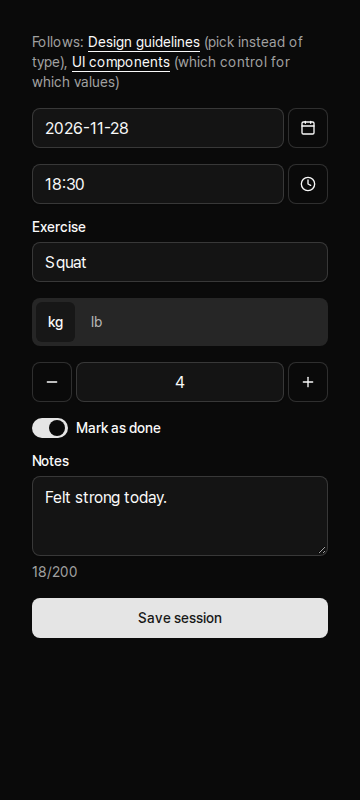 Follows: Design guidelines (pick instead of
type), UI components (which control for
which values)
2026-11-28
18:30
Exercise
Squat
kg lb
4
Mark as done
Notes
Felt strong today.
18/200
Save session